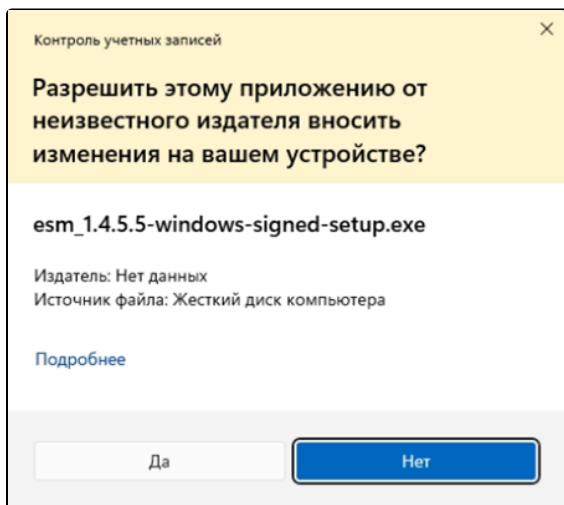 Контроль учетных записей
Разрешить этому приложению от
неизвестного издателя вносить
изменения на вашем устройстве?
esm_1.4.5.5-windows-signed-setup.exe
Издатель: Нет данных
Источник файла: Жесткий диск компьютера
Подробнее
Да
Нет